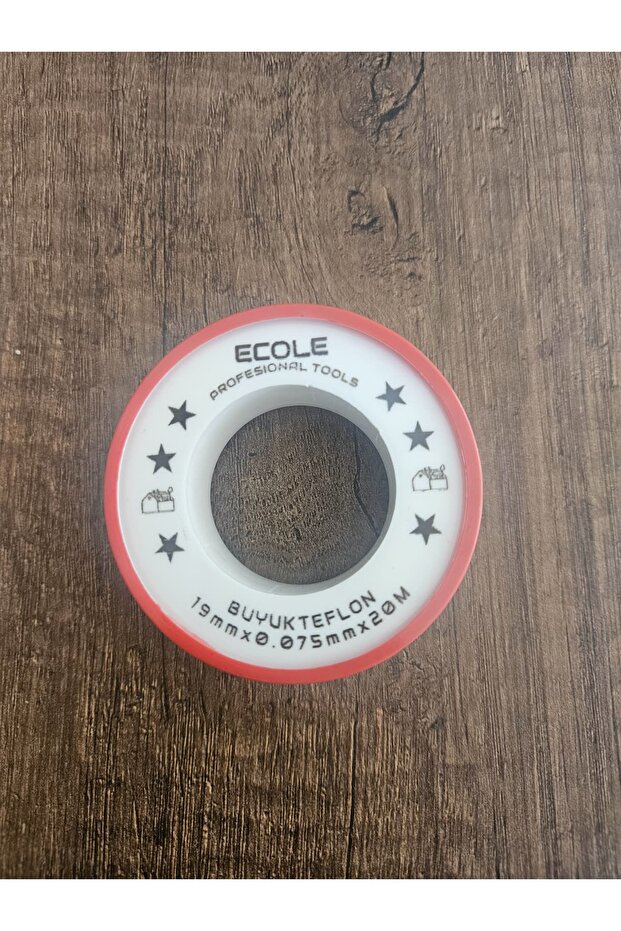 ECOLE
PROFESIONAL TOOLS
BUYUKTEFLON
19mmx0.075mmx20M